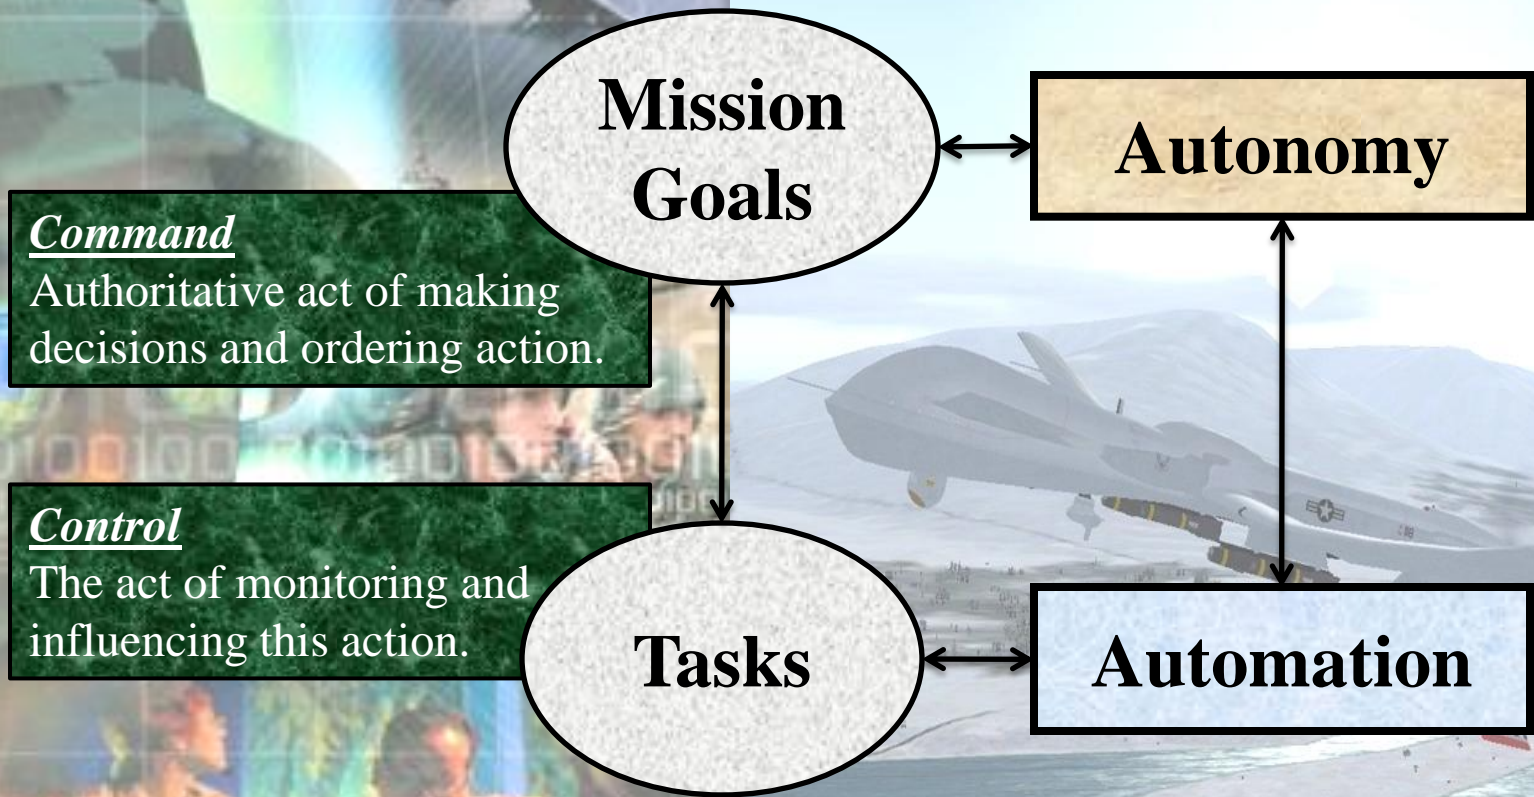 Mission
Goals
Autonomy
Command
Authoritative act of making
decisions and ordering action.
Control
The act of monitoring and
influencing this action.
Tasks
Automation